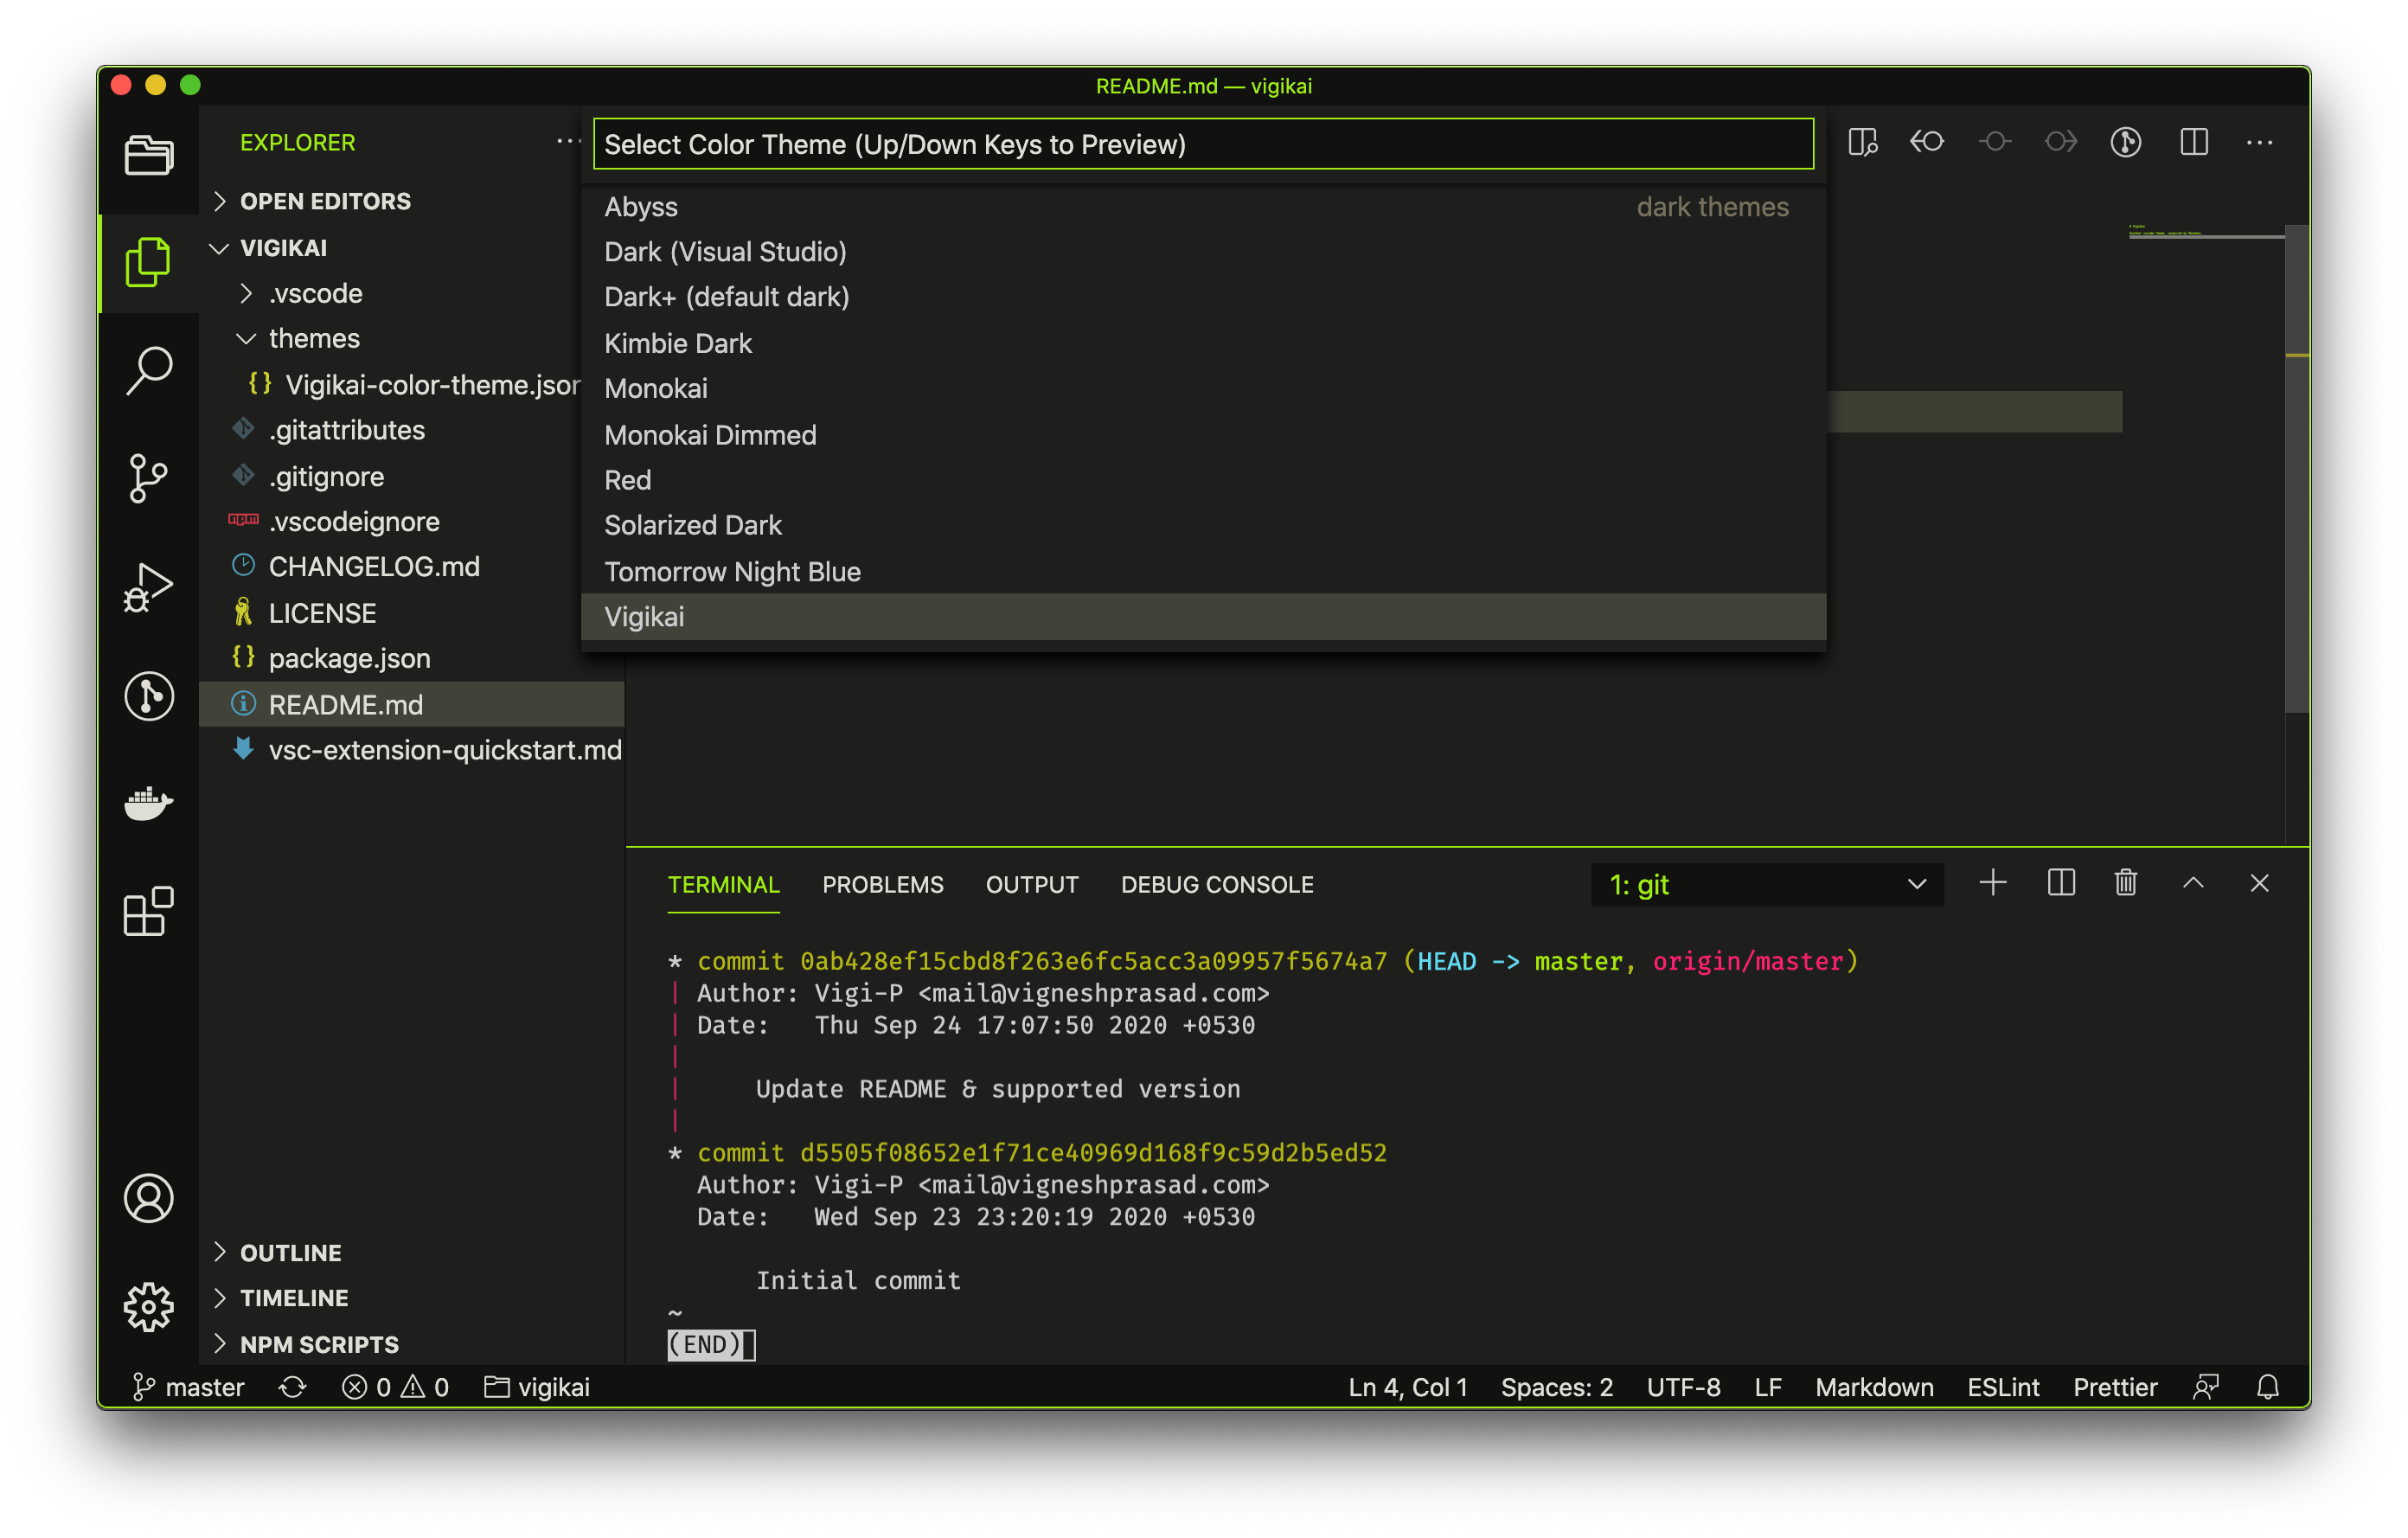 README.md — vigikai
EXPLORER
OPEN EDITORS
VIGIKAI
.vscode
themes
Vigikai-color-theme.json
.gitattributes
.gitignore
.vscodeignore
CHANGELOG.md
LICENSE
package.json
README.md
vsc-extension-quickstart.md
OUTLINE
TIMELINE
NPM SCRIPTS
Select Color Theme (Up/Down Keys to Preview)
Abyss dark themes
Dark (Visual Studio)
Dark+ (default dark)
Kimbie Dark
Monokai
Monokai Dimmed
Red
Solarized Dark
Tomorrow Night Blue
Vigikai
TERMINAL PROBLEMS OUTPUT DEBUG CONSOLE 1: git
* commit 0ab428ef15cbd8f263e6fc5acc3a09957f5674a7 (HEAD -> master, origin/master)
| Author: Vigi-P <mail@vigneshprasad.com>
| Date:   Thu Sep 24 17:07:50 2020 +0530
|
|     Update README & supported version
|
* commit d5505f08652e1f71ce40969d168f9c59d2b5ed52
Author: Vigi-P <mail@vigneshprasad.com>
Date:   Wed Sep 23 23:20:19 2020 +0530
Initial commit
~
(END)
master 0 0 vigikai Ln 4, Col 1 Spaces: 2 UTF-8 LF Markdown ESLint Prettier